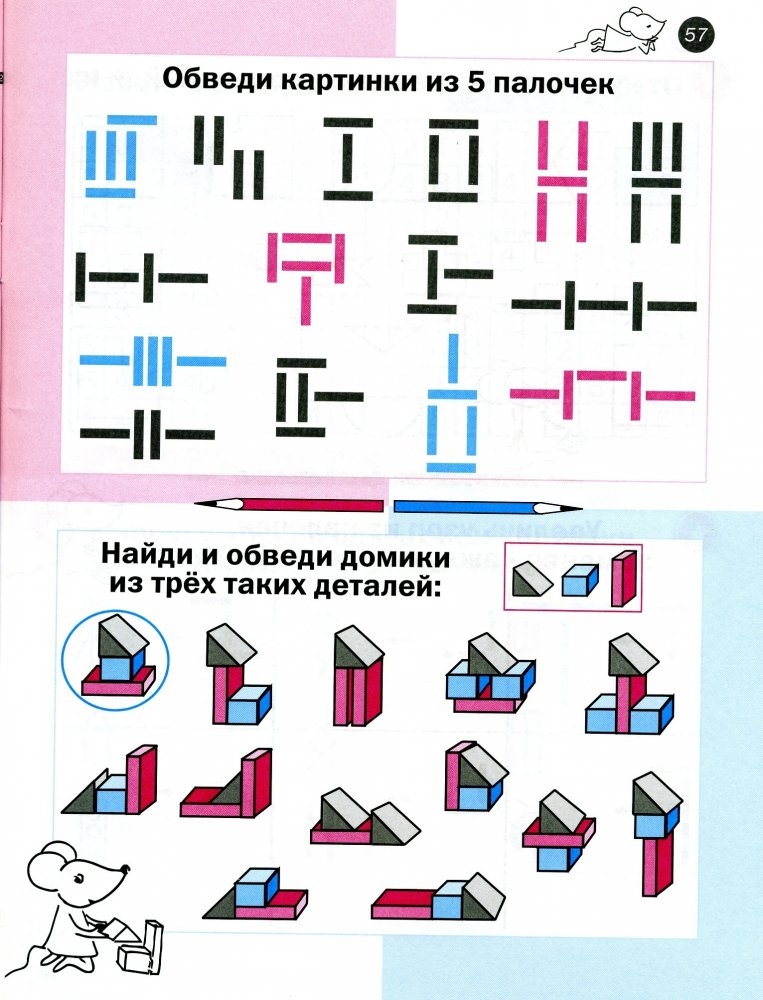 57
Обведи картинки из 5 палочек
Найди и обведи домики
из трёх таких деталей: